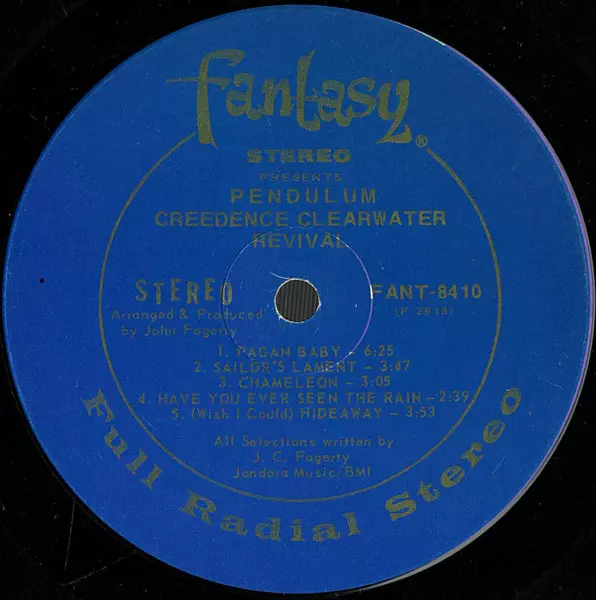 fantasy®
STEREO
PRESENTS
PENDULUM
CREEDENCE CLEARWATER
REVIVAL
STEREO
Arranged & Produced
by John Fogerty
FANT-8410
1. PAGAN BABY – 6:25
2. SAILOR'S LAMENT – 3:47
3. CHAMELEON – 3:05
4. HAVE YOU EVER SEEN THE RAIN – 2:39
5. (Wish I Could) HIDEAWAY – 3:53
All Selections written by
J. C. Fogerty
Jondora Music/BMI
Full Radial Stereo